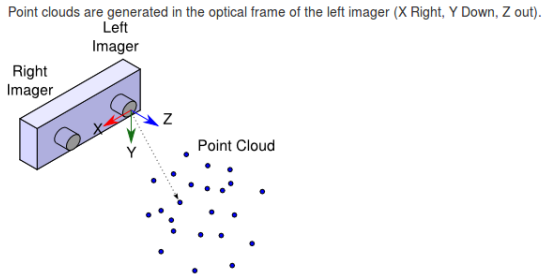 Point clouds are generated in the optical frame of the left imager (X Right, Y Down, Z out).
Left
Imager
Right
Imager
X
Z
Y
Point Cloud